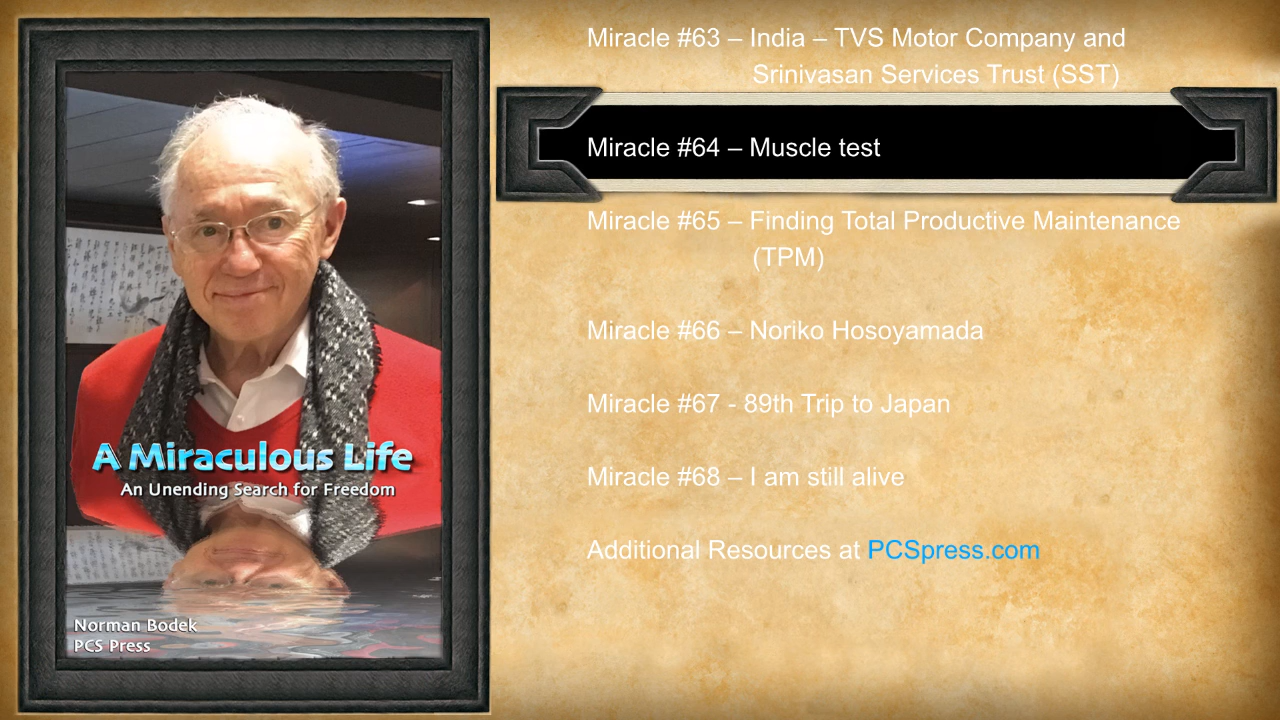 A Miraculous Life
An Unending Search for Freedom
Norman Bodek
PCS Press
Miracle #63 – India – TVS Motor Company and
Srinivasan Services Trust (SST)
Miracle #64 – Muscle test
Miracle #65 – Finding Total Productive Maintenance
(TPM)
Miracle #66 – Noriko Hosoyamada
Miracle #67 - 89th Trip to Japan
Miracle #68 – I am still alive
Additional Resources at PCSpress.com